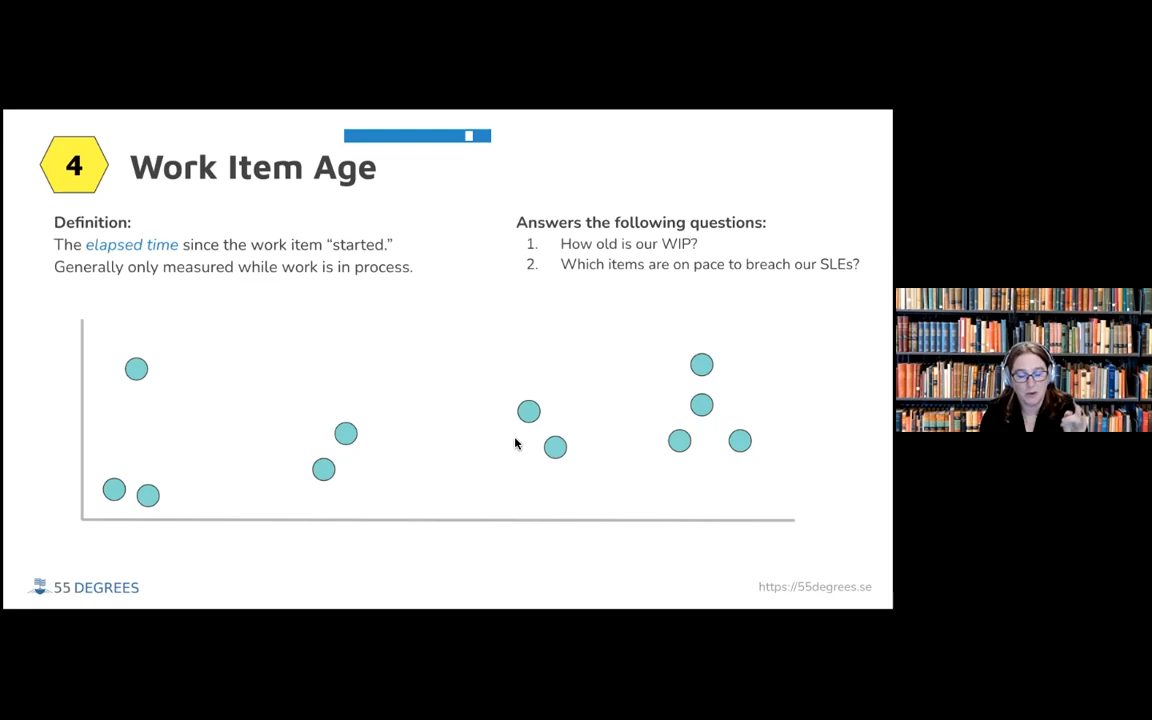 4
Work Item Age
Definition:
The elapsed time since the work item “started.”
Generally only measured while work is in process.
Answers the following questions:
1. How old is our WIP?
2. Which items are on pace to breach our SLEs?
55 DEGREES
https://55degrees.se